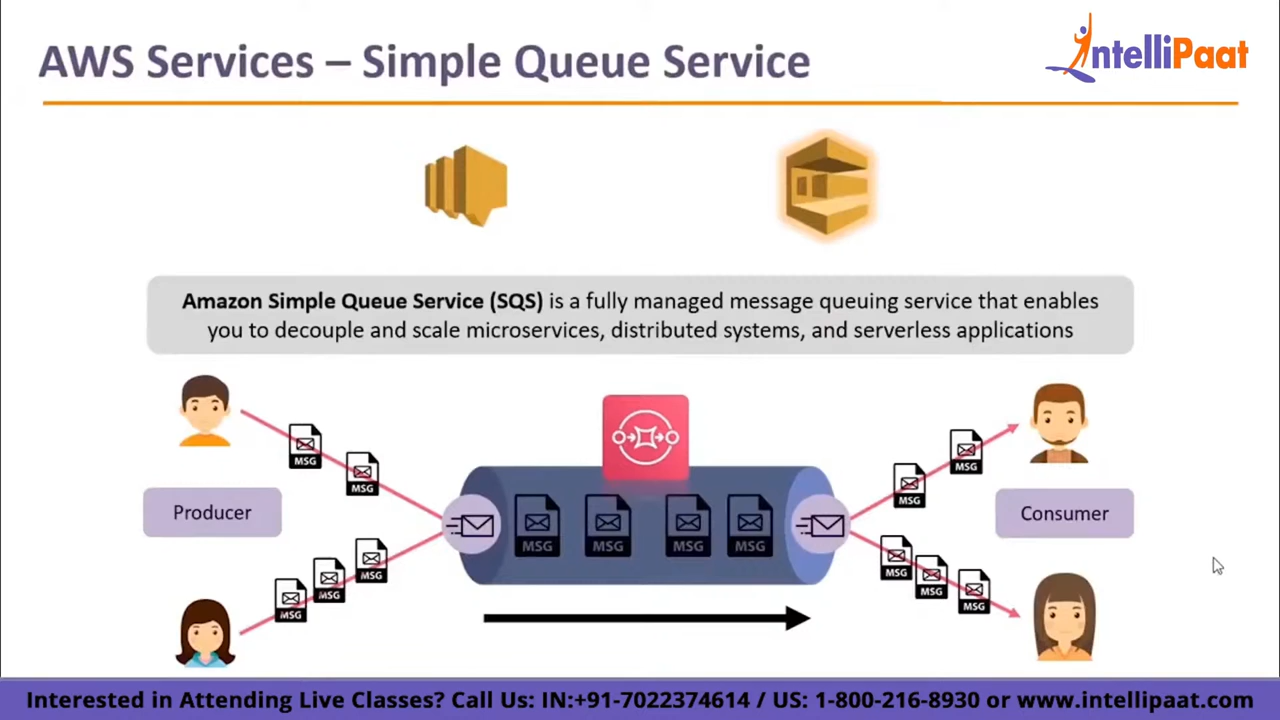 AWS Services – Simple Queue Service
IntelliPaat
Amazon Simple Queue Service (SQS) is a fully managed message queuing service that enables
you to decouple and scale microservices, distributed systems, and serverless applications
MSG
MSG
MSG
MSG
Producer
Consumer
MSG
MSG
MSG
MSG
MSG
MSG
MSG
MSG
MSG
MSG
Interested in Attending Live Classes? Call Us: IN:+91-7022374614 / US: 1-800-216-8930 or www.intellipaat.com